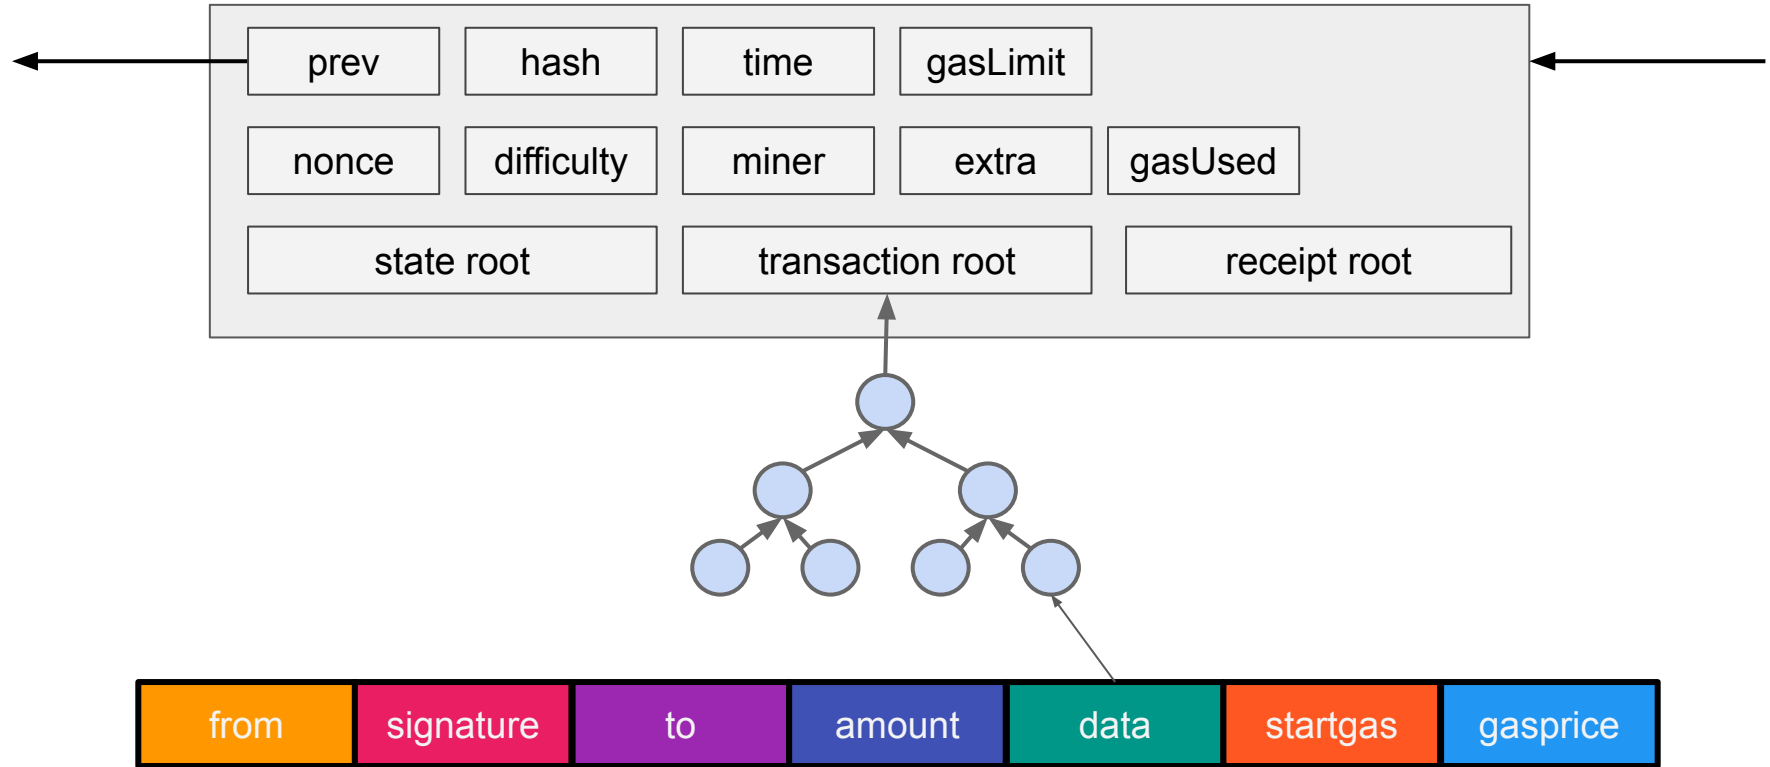 prev hash time gasLimit
nonce difficulty miner extra gasUsed
state root transaction root receipt root
from signature to amount data startgas gasprice